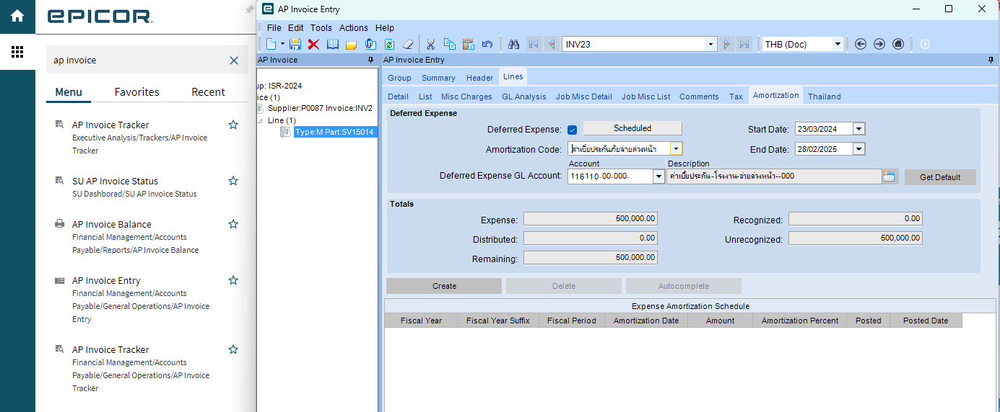 EPICOR
ap invoice
Menu Favorites Recent
AP Invoice Tracker
Executive Analysis/Trackers/AP Invoice
Tracker
SU AP Invoice Status
SU Dashborad/SU AP Invoice Status
AP Invoice Balance
Financial Management/Accounts
Payable/Reports/AP Invoice Balance
AP Invoice Entry
Financial Management/Accounts
Payable/General Operations/AP Invoice
Entry
AP Invoice Tracker
Financial Management/Accounts
Payable/General Operations/AP Invoice
Tracker
AP Invoice Entry
File Edit Tools Actions Help
INV23 THB (Doc)
AP Invoice
up: ISR-2024
ice (1)
Supplier:P0087 Invoice:INV2
Line (1)
Type:M Part:SV15014
AP Invoice Entry
Group Summary Header Lines
Detail List Misc Charges GL Analysis Job Misc Detail Job Misc List Comments Tax Amortization Thailand
Deferred Expense
Deferred Expense: Scheduled Start Date: 23/03/2024
Amortization Code: ค่าเบี้ยประกันภัยจ่ายล่วงหน้า End Date: 28/02/2025
Account Description
Deferred Expense GL Account: 116110-00-000- ค่าเบี้ยประกัน-โรงงาน-จ่ายล่วงหน้า--000 Get Default
Totals
Expense: 500,000.00 Recognized: 0.00
Distributed: 0.00 Unrecognized: 500,000.00
Remaining: 500,000.00
Create Delete Autocomplete
Expense Amortization Schedule
Fiscal Year Fiscal Year Suffix Fiscal Period Amortization Date Amount Amortization Percent Posted Posted Date